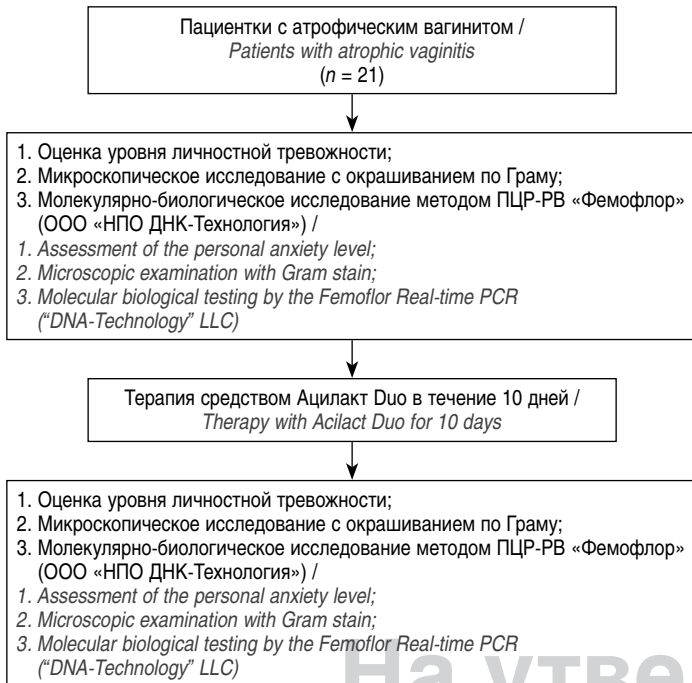 Пациентки с атрофическим вагинитом /
Patients with atrophic vaginitis
(n = 21)
1. Оценка уровня личностной тревожности;
2. Микроскопическое исследование с окрашиванием по Граму;
3. Молекулярно-биологическое исследование методом ПЦР-РВ «Фемофлор»
(ООО «НПО ДНК-Технология») /
1. Assessment of the personal anxiety level;
2. Microscopic examination with Gram stain;
3. Molecular biological testing by the Femoflor Real-time PCR
("DNA-Technology" LLC)
Терапия средством Ацилакт Duo в течение 10 дней /
Therapy with Acilact Duo for 10 days
1. Оценка уровня личностной тревожности;
2. Микроскопическое исследование с окрашиванием по Граму;
3. Молекулярно-биологическое исследование методом ПЦР-РВ «Фемофлор»
(ООО «НПО ДНК-Технология») /
1. Assessment of the personal anxiety level;
2. Microscopic examination with Gram stain;
3. Molecular biological testing by the Femoflor Real-time PCR
("DNA-Technology" LLC)
На утве